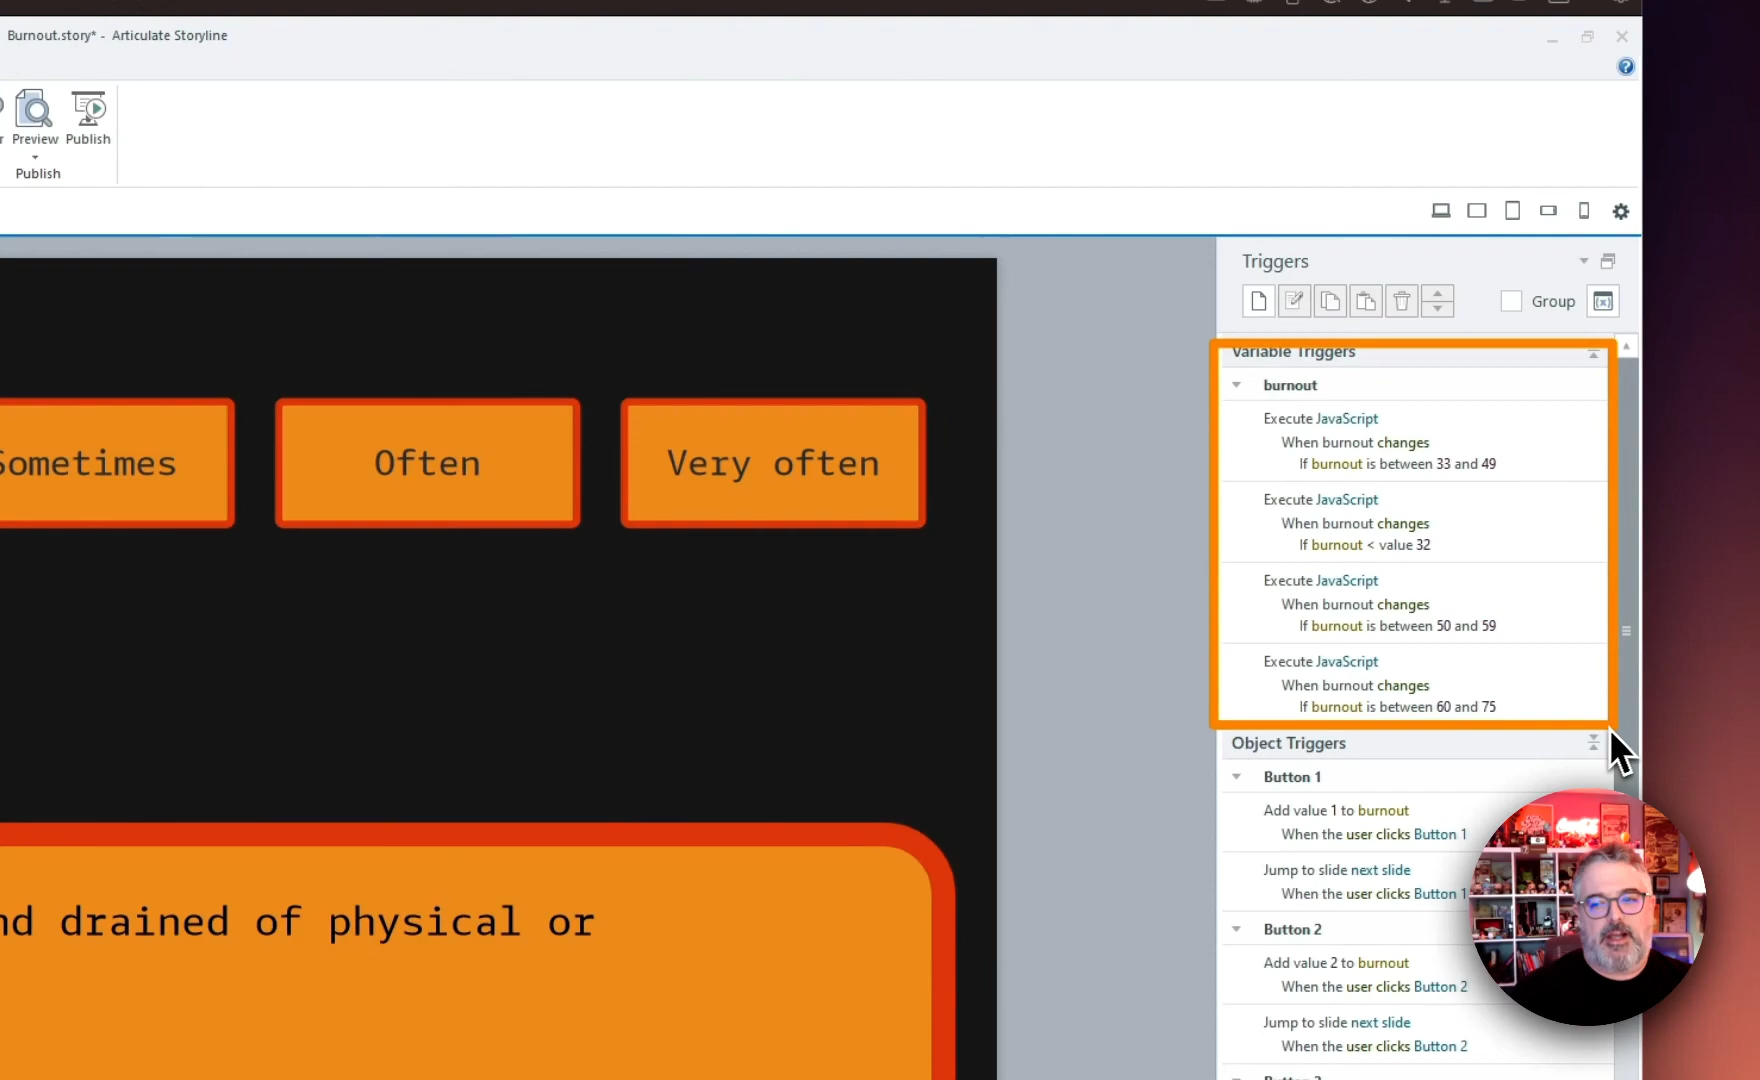 Burnout.story* - Articulate Storyline
Preview
Publish
Publish
Triggers
Group
Variable Triggers
burnout
Execute JavaScript
When burnout changes
If burnout is between 33 and 49
Execute JavaScript
When burnout changes
If burnout < value 32
Execute JavaScript
When burnout changes
If burnout is between 50 and 59
Execute JavaScript
When burnout changes
If burnout is between 60 and 75
Object Triggers
Button 1
Add value 1 to burnout
When the user clicks Button 1
Jump to slide next slide
When the user clicks Button 1
Button 2
Add value 2 to burnout
When the user clicks Button 2
Jump to slide next slide
When the user clicks Button 2
Sometimes
Often
Very often
nd drained of physical or